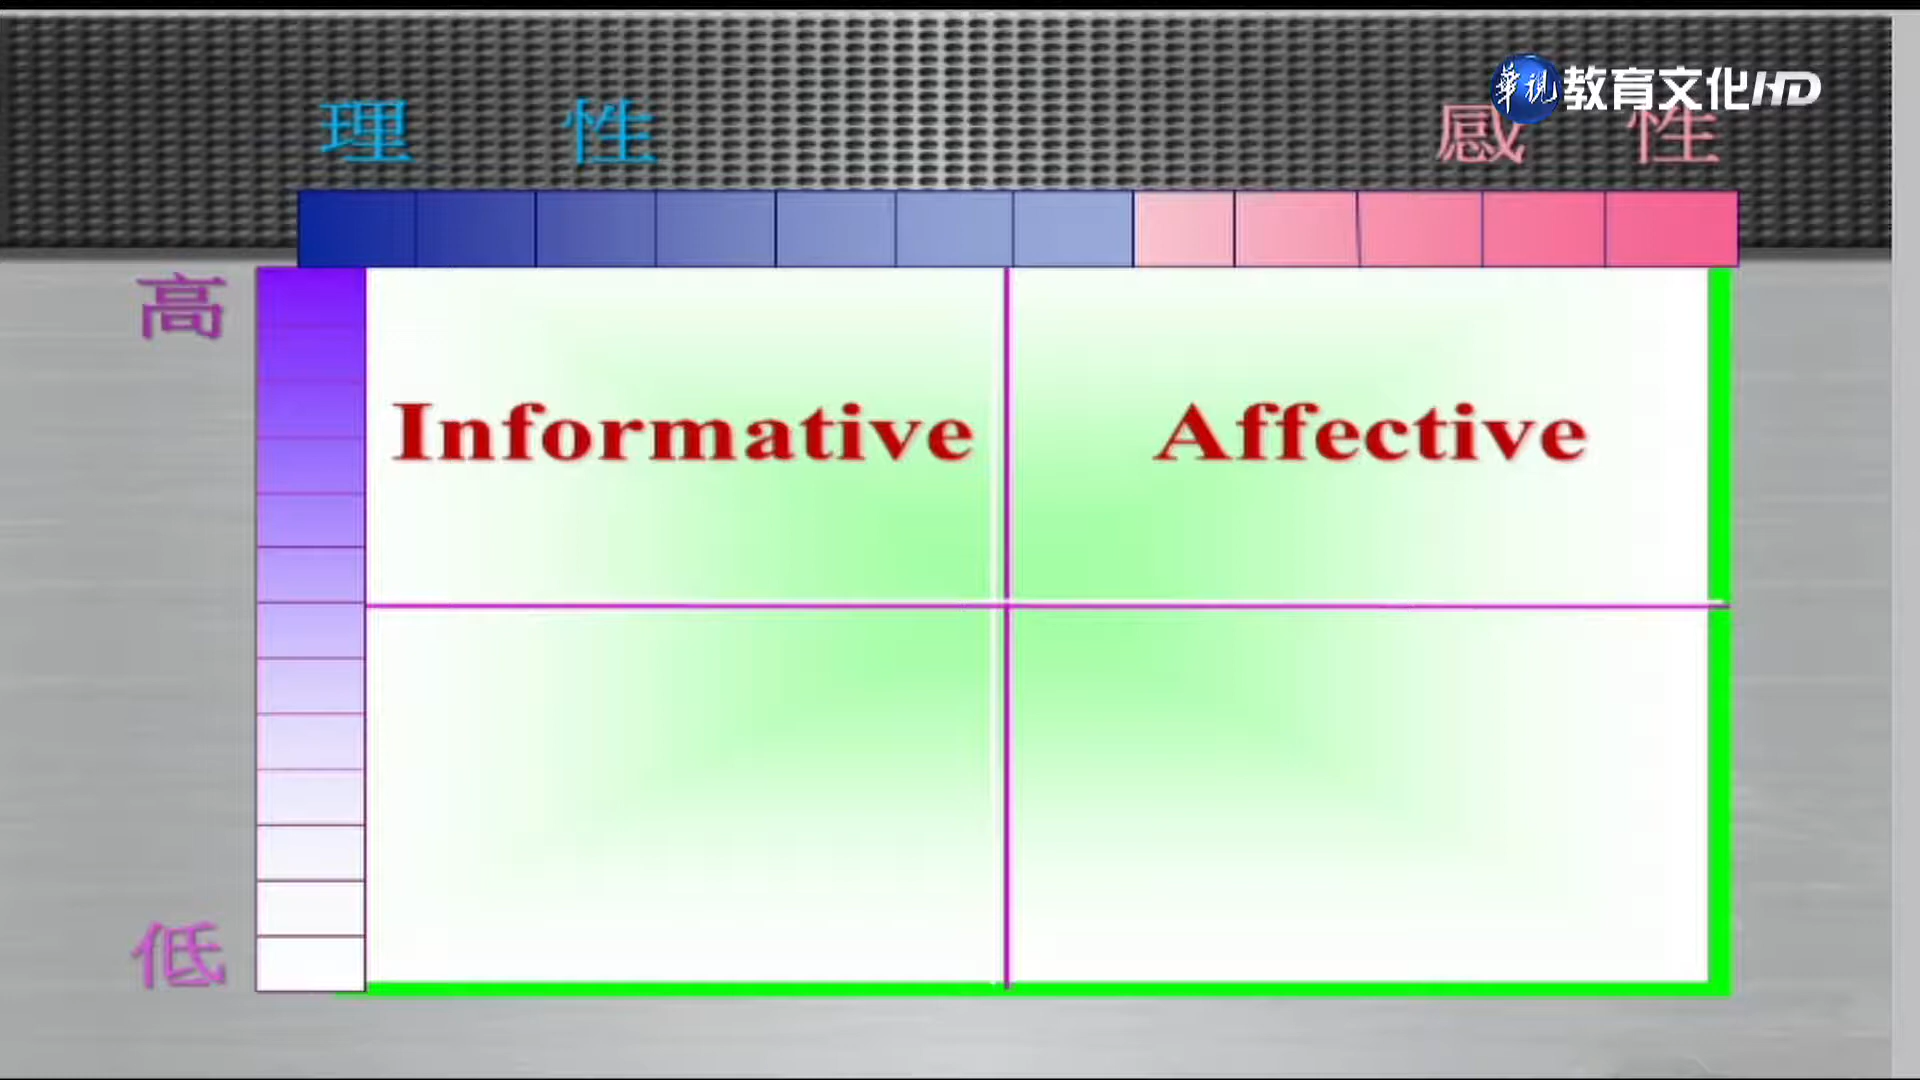 華視 教育文化HD
理 性 感 性
高
Informative Affective
低